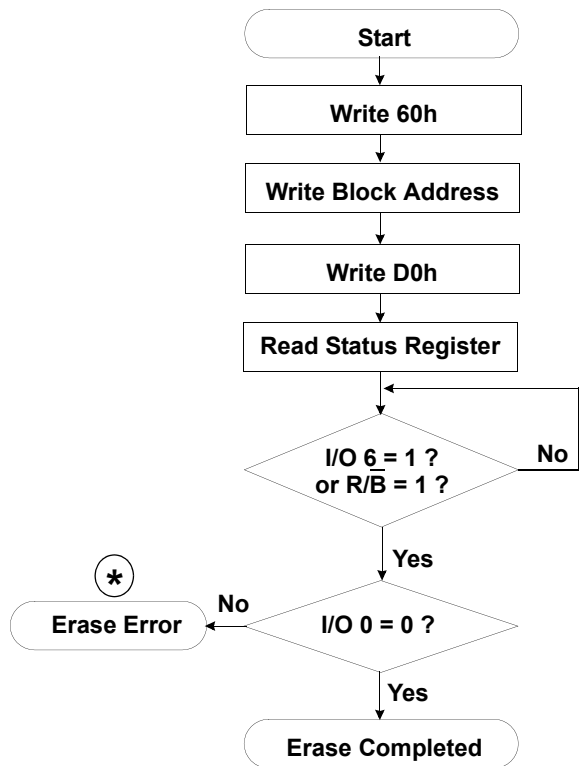 Start
Write 60h
Write Block Address
Write D0h
Read Status Register
I/O 6 = 1 ?
or R/B̅ = 1 ?
No
Yes
*
No
Erase Error
I/O 0 = 0 ?
Yes
Erase Completed